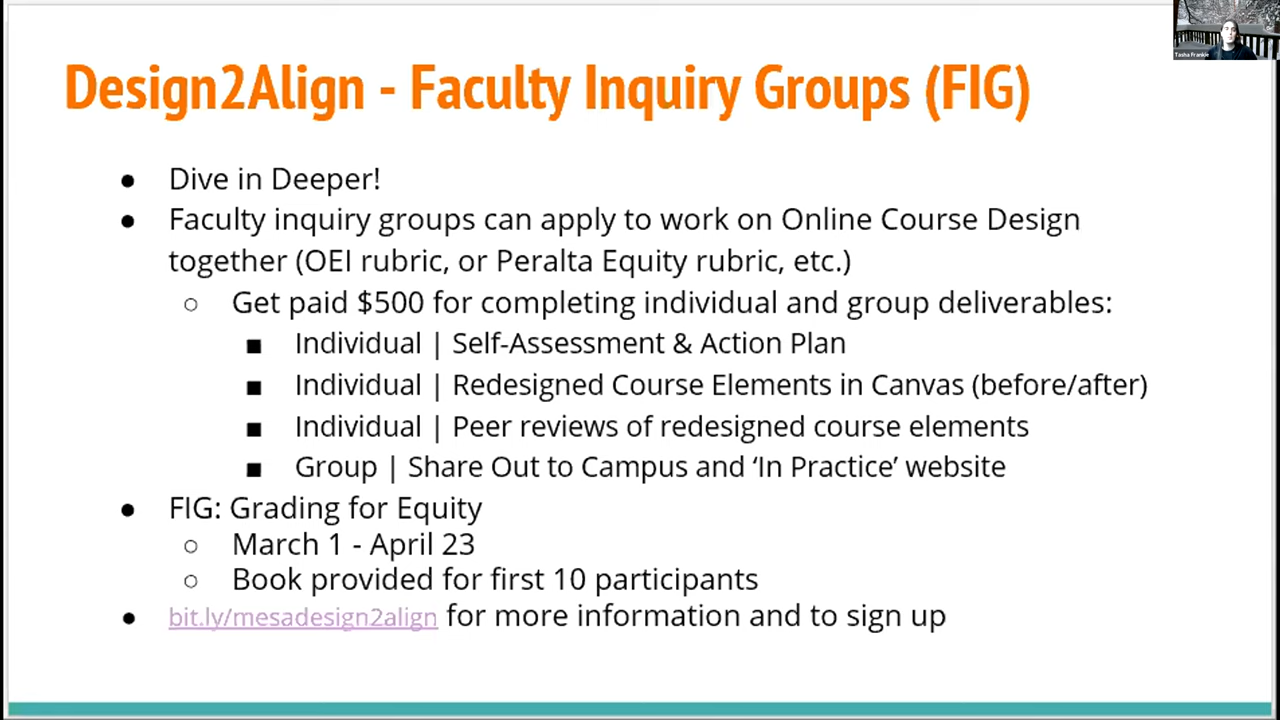 Design2Align - Faculty Inquiry Groups (FIG)
● Dive in Deeper!
● Faculty inquiry groups can apply to work on Online Course Design
together (OEI rubric, or Peralta Equity rubric, etc.)
○ Get paid $500 for completing individual and group deliverables:
■ Individual | Self-Assessment & Action Plan
■ Individual | Redesigned Course Elements in Canvas (before/after)
■ Individual | Peer reviews of redesigned course elements
■ Group | Share Out to Campus and ‘In Practice’ website
● FIG: Grading for Equity
○ March 1 - April 23
○ Book provided for first 10 participants
● bit.ly/mesadesign2align for more information and to sign up
Tasha Frankie